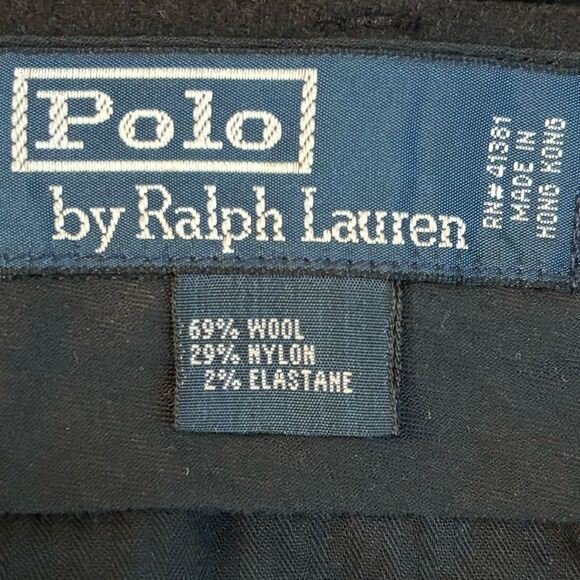 Polo
by Ralph Lauren
RN# 41381
MADE IN
HONG KONG
69% WOOL
29% NYLON
2% ELASTANE